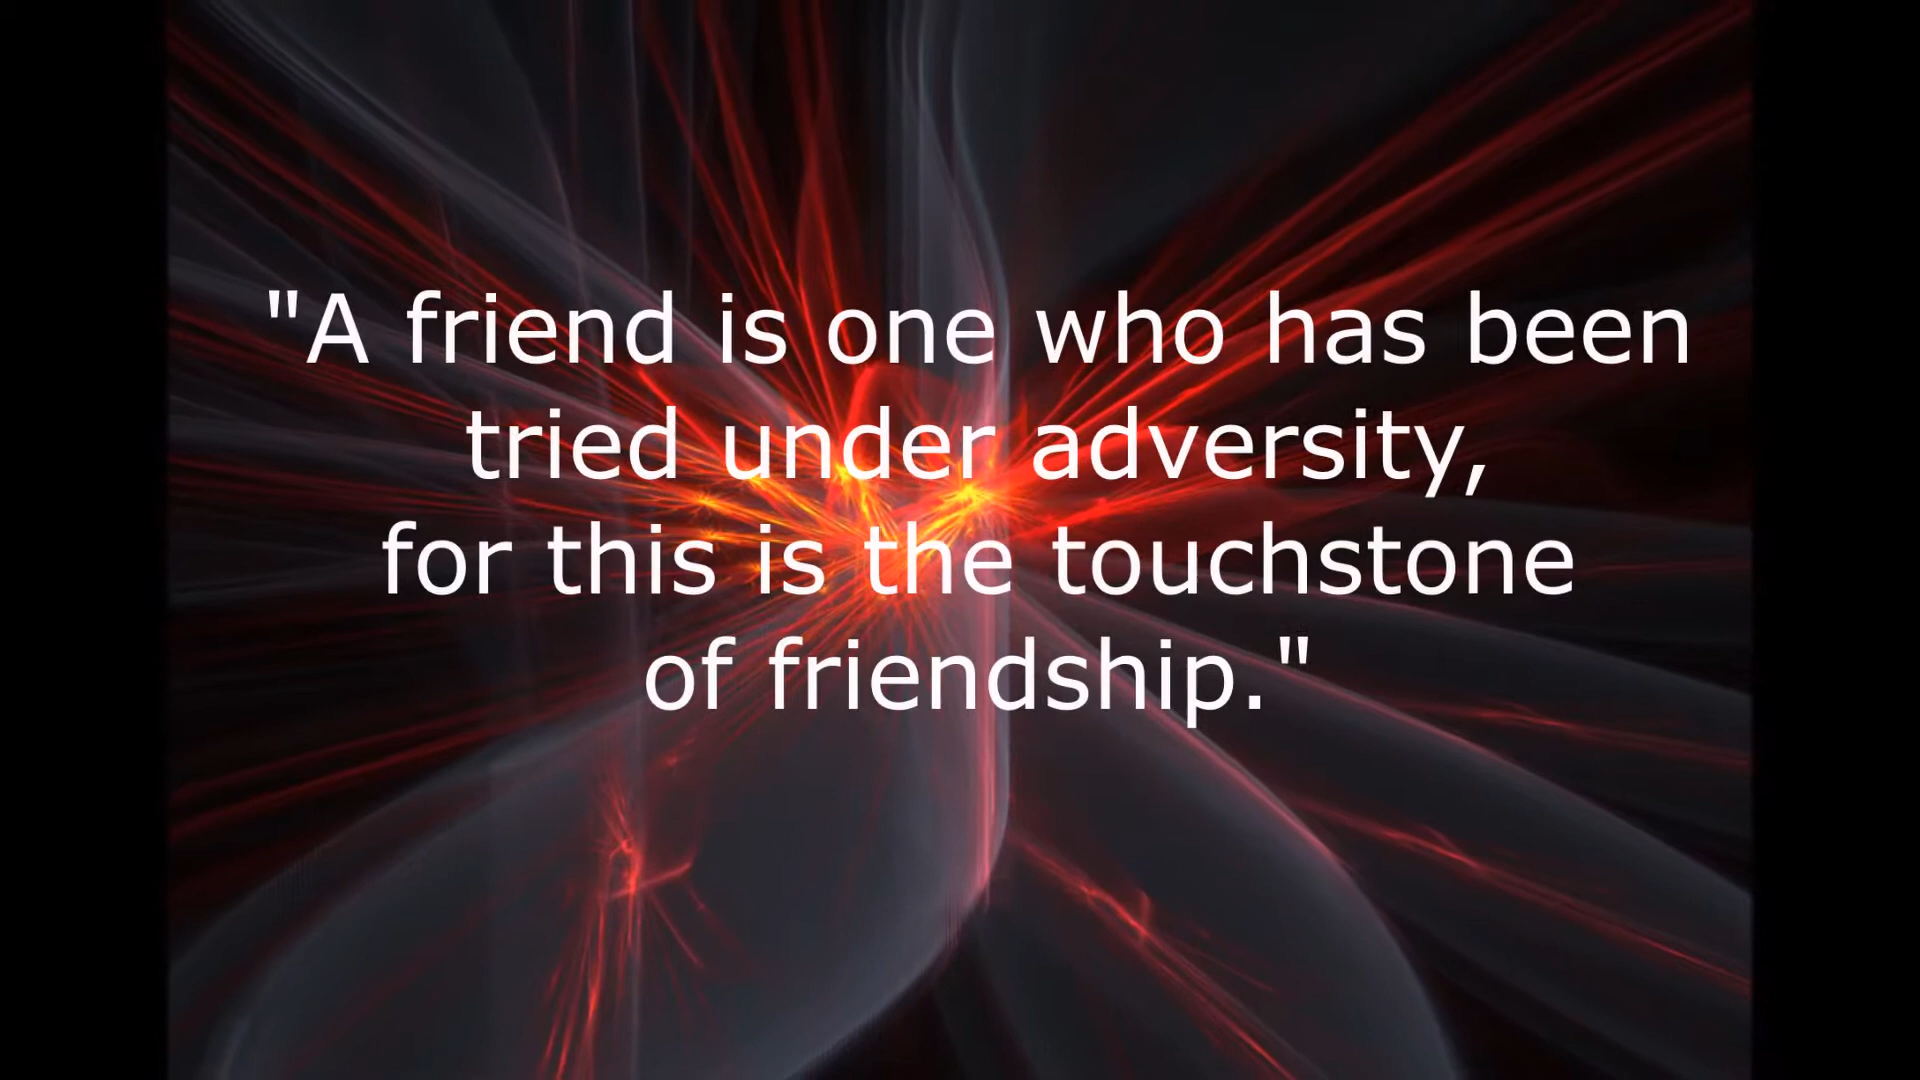 "A friend is one who has been
tried under adversity,
for this is the touchstone
of friendship."